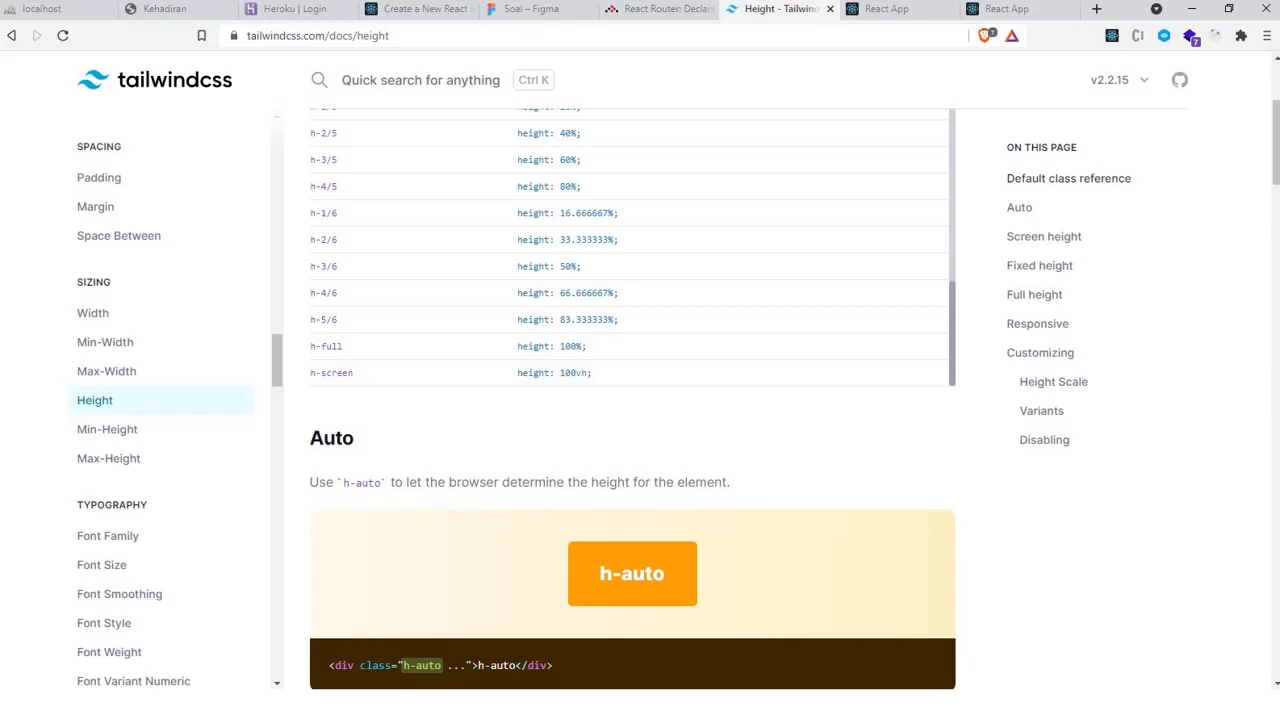 localhost
Kehadiran
Heroku | Login
Create a New React
Soal – Figma
React Router: Declar
Height - Tailwind
React App
React App
tailwindcss.com/docs/height
7
7
tailwindcss
Quick search for anything
Ctrl K
v2.2.15
SPACING
Padding
Margin
Space Between
SIZING
Width
Min-Width
Max-Width
Height
Min-Height
Max-Height
TYPOGRAPHY
Font Family
Font Size
Font Smoothing
Font Style
Font Weight
Font Variant Numeric
h-2/5 height: 40%;
h-3/5 height: 60%;
h-4/5 height: 80%;
h-1/6 height: 16.666667%;
h-2/6 height: 33.333333%;
h-3/6 height: 50%;
h-4/6 height: 66.666667%;
h-5/6 height: 83.333333%;
h-full height: 100%;
h-screen height: 100vh;
Auto
Use `h-auto` to let the browser determine the height for the element.
h-auto
<div class="h-auto ...">h-auto</div>
ON THIS PAGE
Default class reference
Auto
Screen height
Fixed height
Full height
Responsive
Customizing
Height Scale
Variants
Disabling